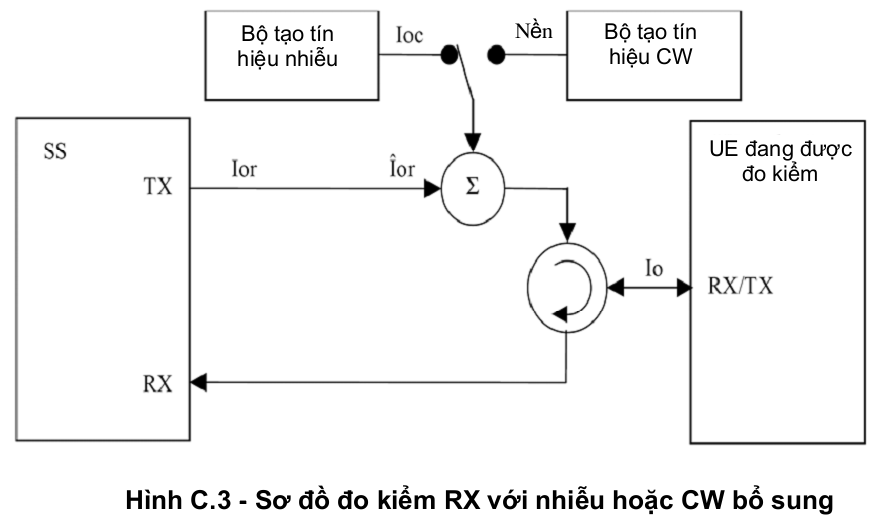 Bộ tạo tín
hiệu nhiễu
Ioc
Nền
Bộ tạo tín
hiệu CW
SS
TX
Ior
Îor
Σ
UE đang được
đo kiểm
Io
RX/TX
RX
Hình C.3 - Sơ đồ đo kiểm RX với nhiễu hoặc CW bổ sung